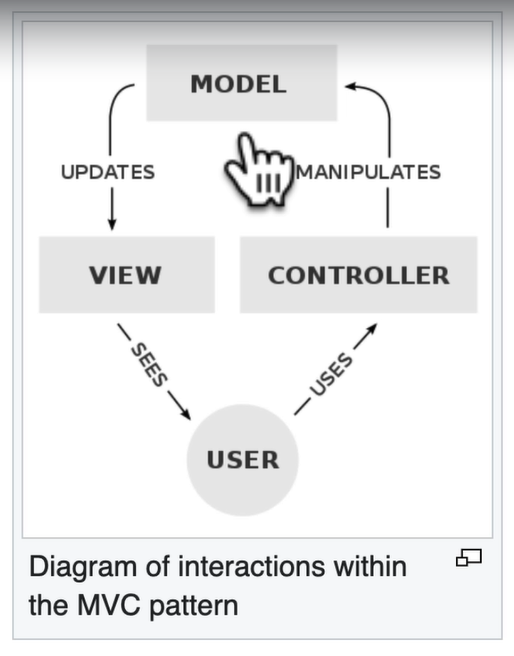 MODEL
UPDATES
MANIPULATES
VIEW
CONTROLLER
SEES
USES
USER
Diagram of interactions within
the MVC pattern